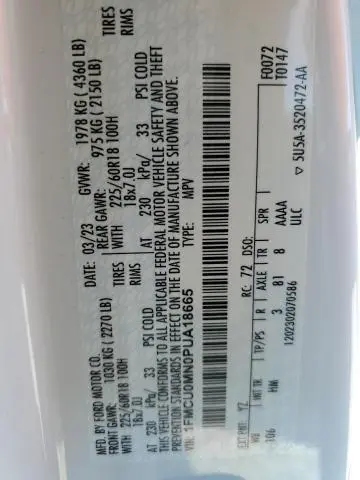 MFD. BY FORD MOTOR CO.
DATE: 03/23 GVWR: 1978 KG ( 4360 LB)
FRONT GAWR: 1030 KG ( 2270 LB) REAR GAWR: 975 KG ( 2150 LB)
WITH 225/60R18 100H TIRES WITH 225/60R18 100H TIRES
18x7.0J RIMS 18x7.0J RIMS
AT 230 kPa/ 33 PSI COLD AT 230 kPa/ 33 PSI COLD
THIS VEHICLE CONFORMS TO ALL APPLICABLE FEDERAL MOTOR VEHICLE SAFETY AND THEFT
PREVENTION STANDARDS IN EFFECT ON THE DATE OF MANUFACTURE SHOWN ABOVE.
VIN: 1FMCU0MN0PUA18665
TYPE: MPV
F0072
T0147
EXT PNT: YZ RC: 72 DSO:
WB INT TR TP/PS R AXLE TR SPR
106 HM 3 81 8 AAAA
ULC
1202302070586
5U5A-3520472-AA